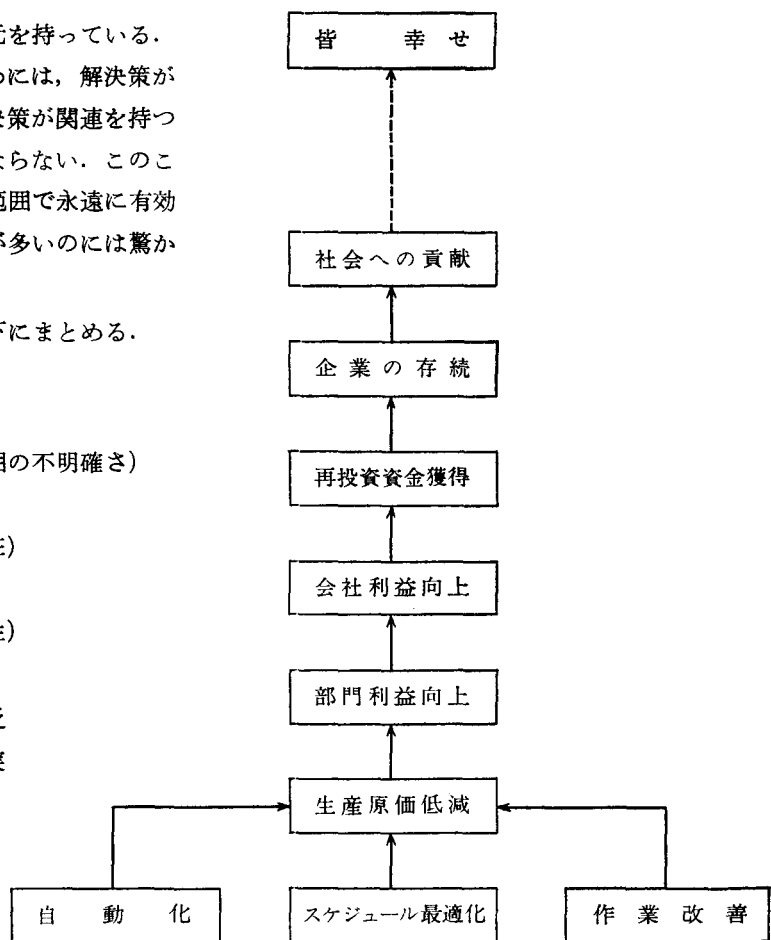 元を持っている.
には, 解決策が
策が関連を持つ
らない. このこ
範囲で永遠に有効
多いのには驚か
にまとめる.
の不明確さ)
)
性)
皆 幸 せ
社会への貢献
企業の存続
再投資資金獲得
会社利益向上
部門利益向上
生産原価低減
自 動 化
スケジュール最適化
作 業 改 善